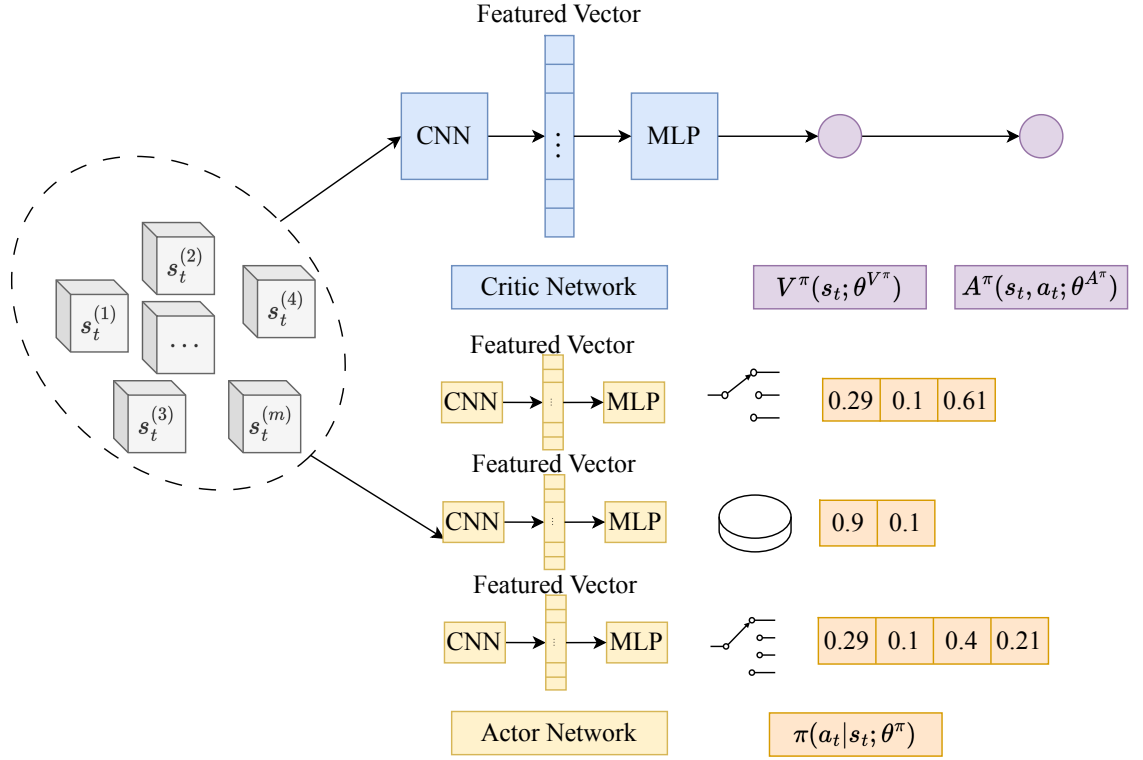 Featured Vector
CNN
⋮
MLP
s_t^{(1)}
s_t^{(2)}
...
s_t^{(3)}
s_t^{(4)}
s_t^{(m)}
Critic Network
V^π(s_t; θ^{V^π})
A^π(s_t, a_t; θ^{A^π})
Featured Vector
CNN
...
MLP
0.29 0.1 0.61
Featured Vector
CNN
...
MLP
0.9 0.1
Featured Vector
CNN
...
MLP
0.29 0.1 0.4 0.21
Actor Network
π(a_t|s_t; θ^π)